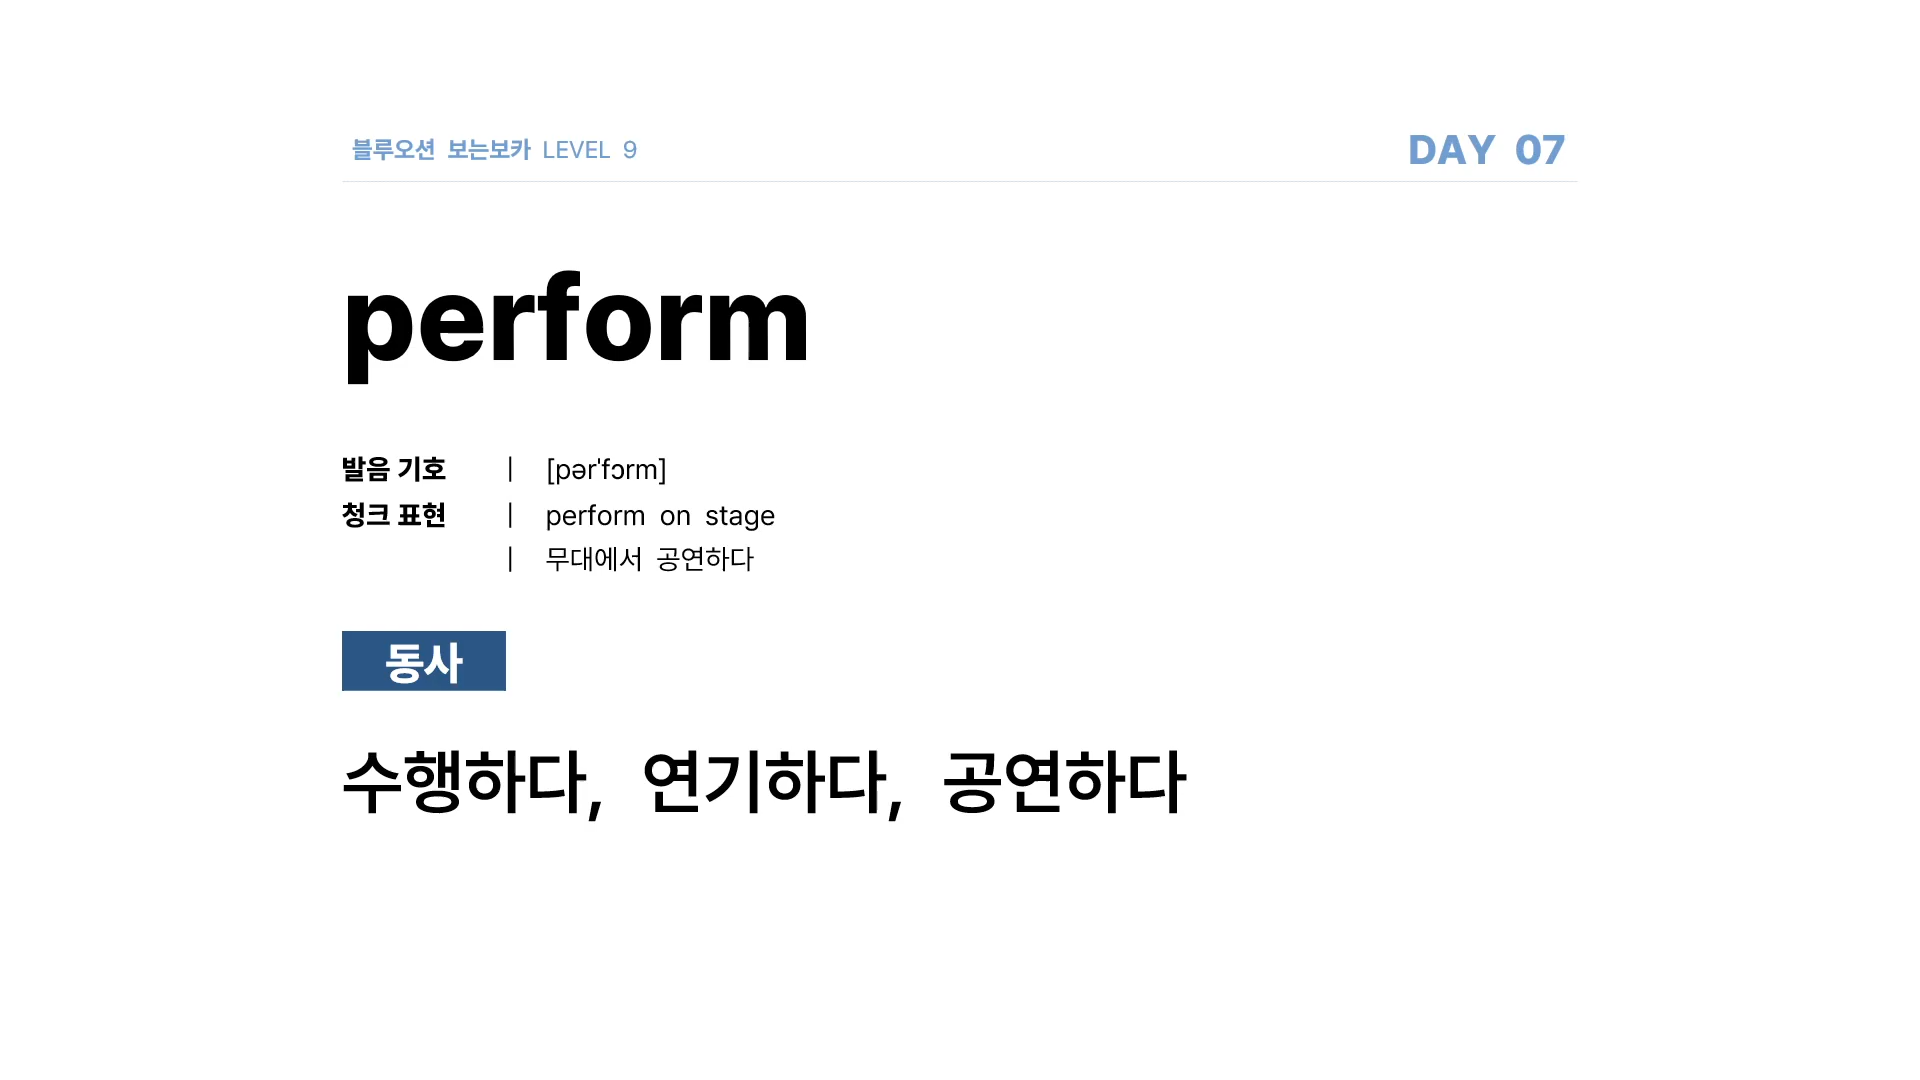 블루오션 보는보카 LEVEL 9
DAY 07
perform
발음 기호 | [pərˈfɔrm]
청크 표현 | perform on stage
| 무대에서 공연하다
동사
수행하다, 연기하다, 공연하다